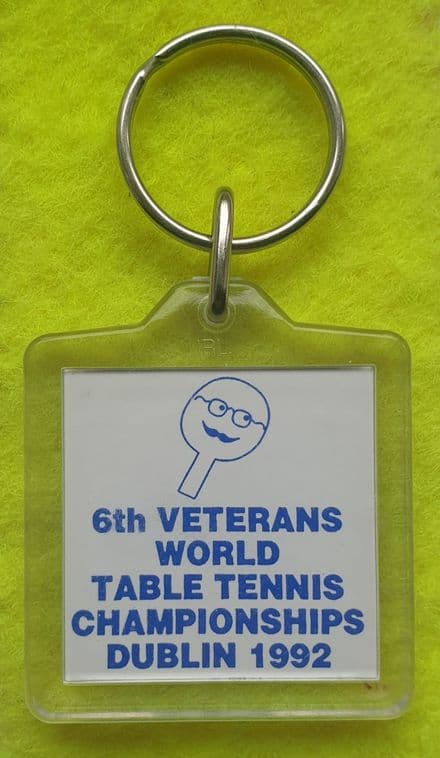 6th VETERANS
WORLD
TABLE TENNIS
CHAMPIONSHIPS
DUBLIN 1992